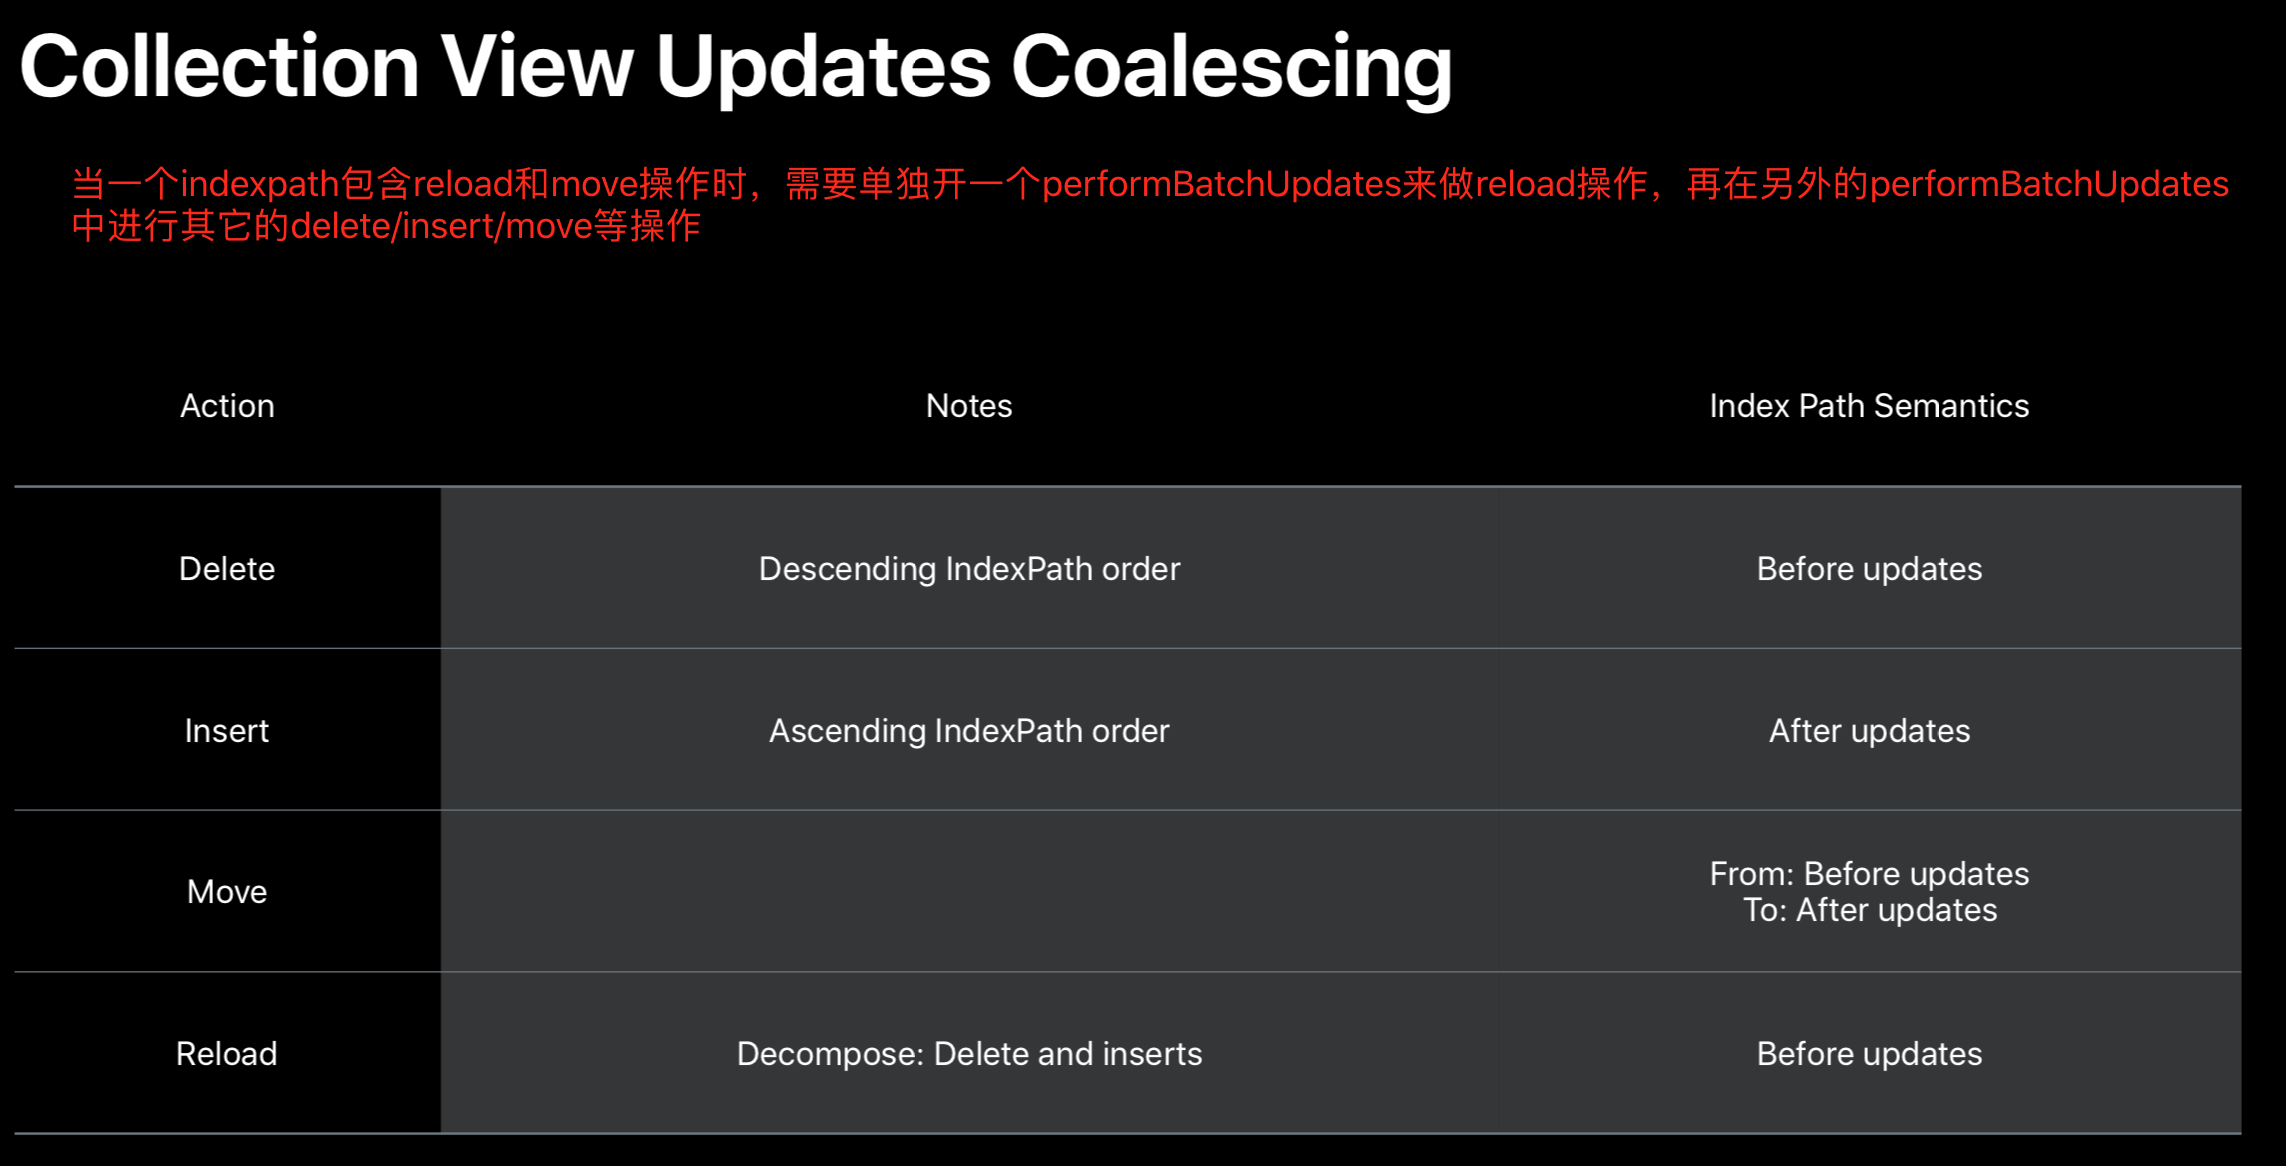 Collection View Updates Coalescing
当一个indexpath包含reload和move操作时，需要单独开一个performBatchUpdates来做reload操作，再在另外的performBatchUpdates
中进行其它的delete/insert/move等操作
Action
Notes
Index Path Semantics
Delete
Descending IndexPath order
Before updates
Insert
Ascending IndexPath order
After updates
Move
From: Before updates
To: After updates
Reload
Decompose: Delete and inserts
Before updates